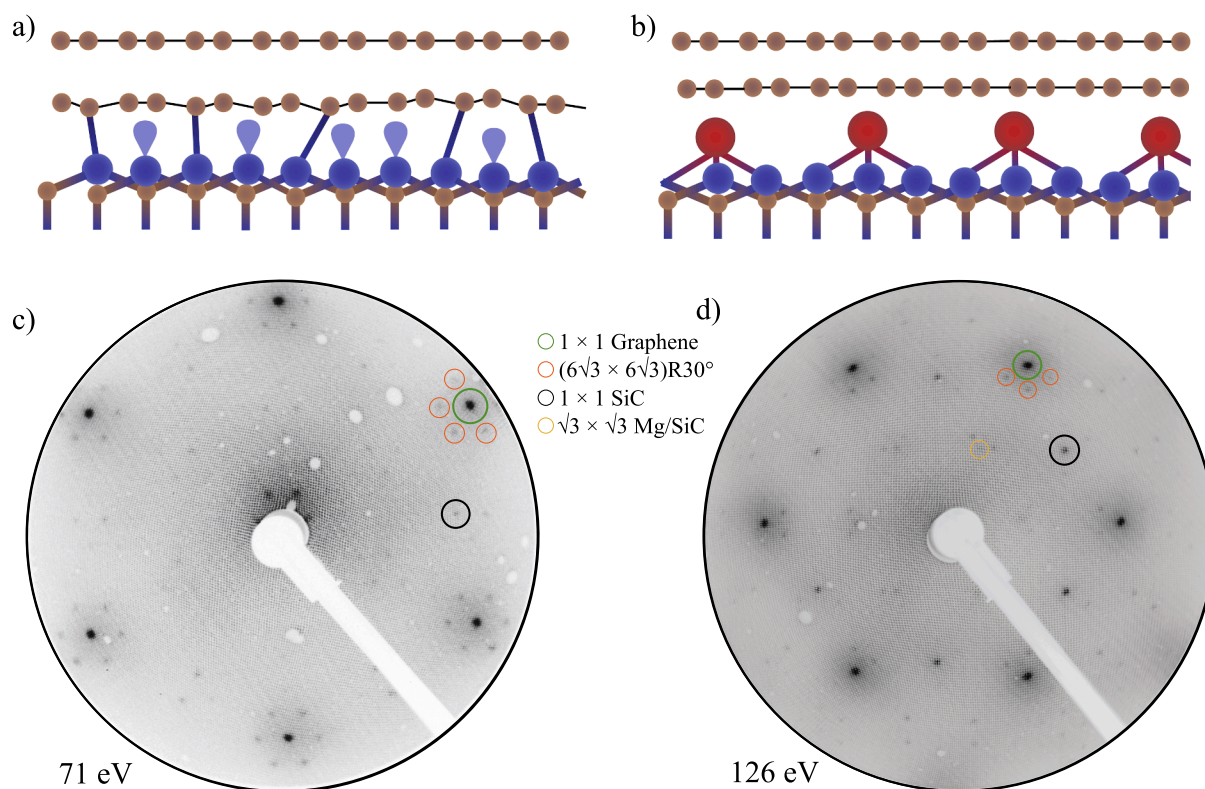 a)
b)
c)
d)
1 × 1 Graphene
(6√3 × 6√3)R30°
1 × 1 SiC
√3 × √3 Mg/SiC
71 eV
126 eV